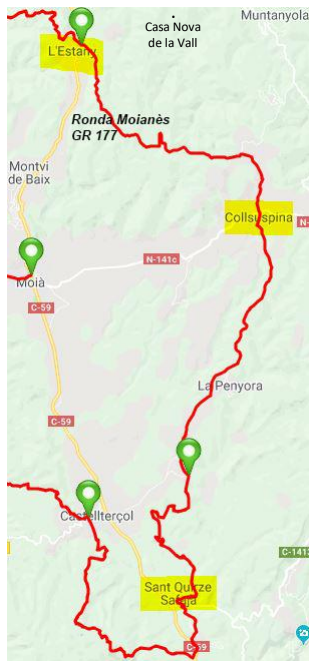 Muntanyola
Casa Nova
de la Vall
L'Estany
Ronda Moianès
GR 177
Montvi
de Baix
Collsuspina
N-
N-141c
Moià
C-59
La Penyora
C-59
Castellterçol
C-1413
Sant Quirze
Safaja
C-59